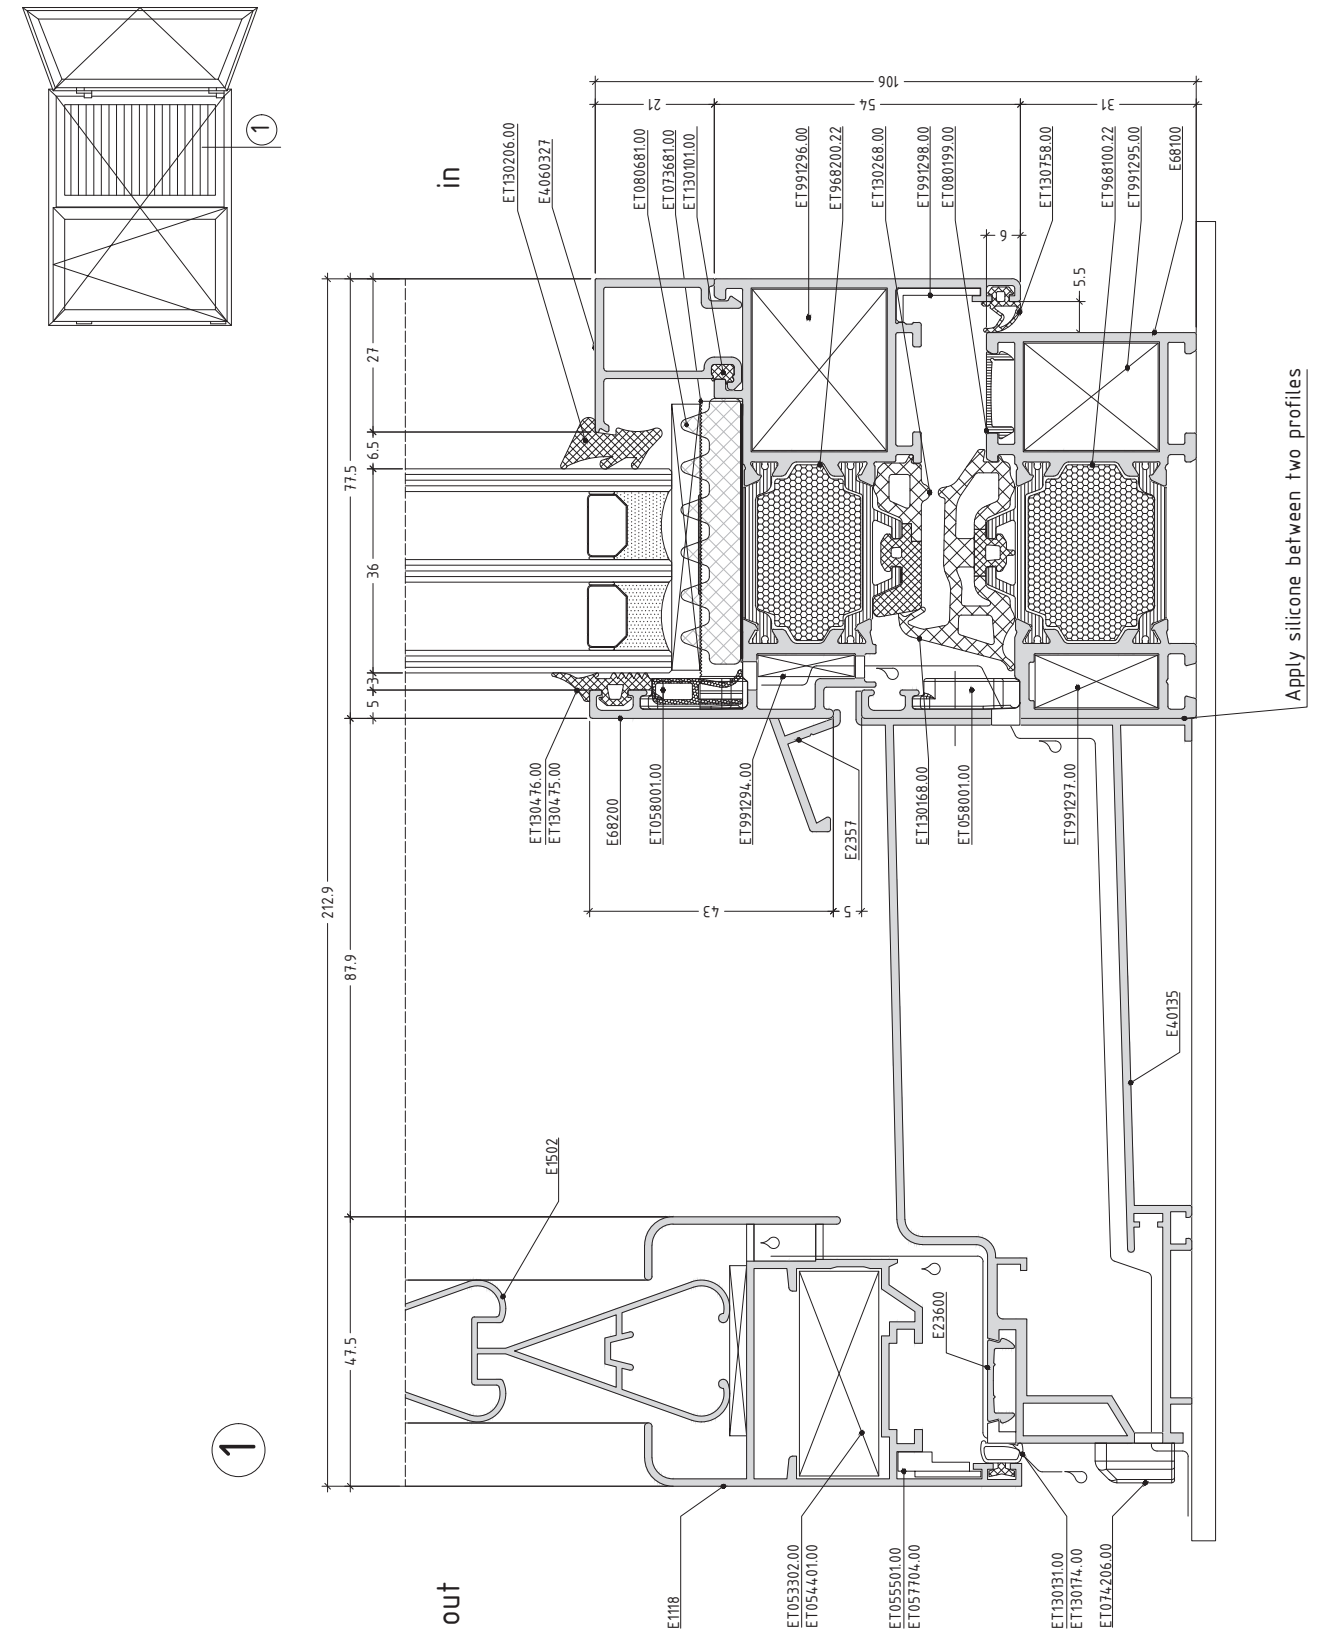 1
1
in
out
ET130206.00
E4060327
ET080681.00
ET073681.00
ET130101.00
ET991296.00
ET968200.22
ET130268.00
ET991298.00
ET080199.00
ET130758.00
ET968100.22
ET991295.00
E68100
106
21
54
31
6
5.5
212.9
77.5
87.9
47.5
27
6.5
36
3
5
43
5
ET130476.00
ET130475.00
E68200
ET058001.00
ET991294.00
E2357
ET130168.00
ET058001.00
ET991297.00
E40135
Apply silicone between two profiles
E1502
E23600
E1118
ET053302.00
ET054401.00
ET055501.00
ET057704.00
ET130131.00
ET130174.00
ET074206.00